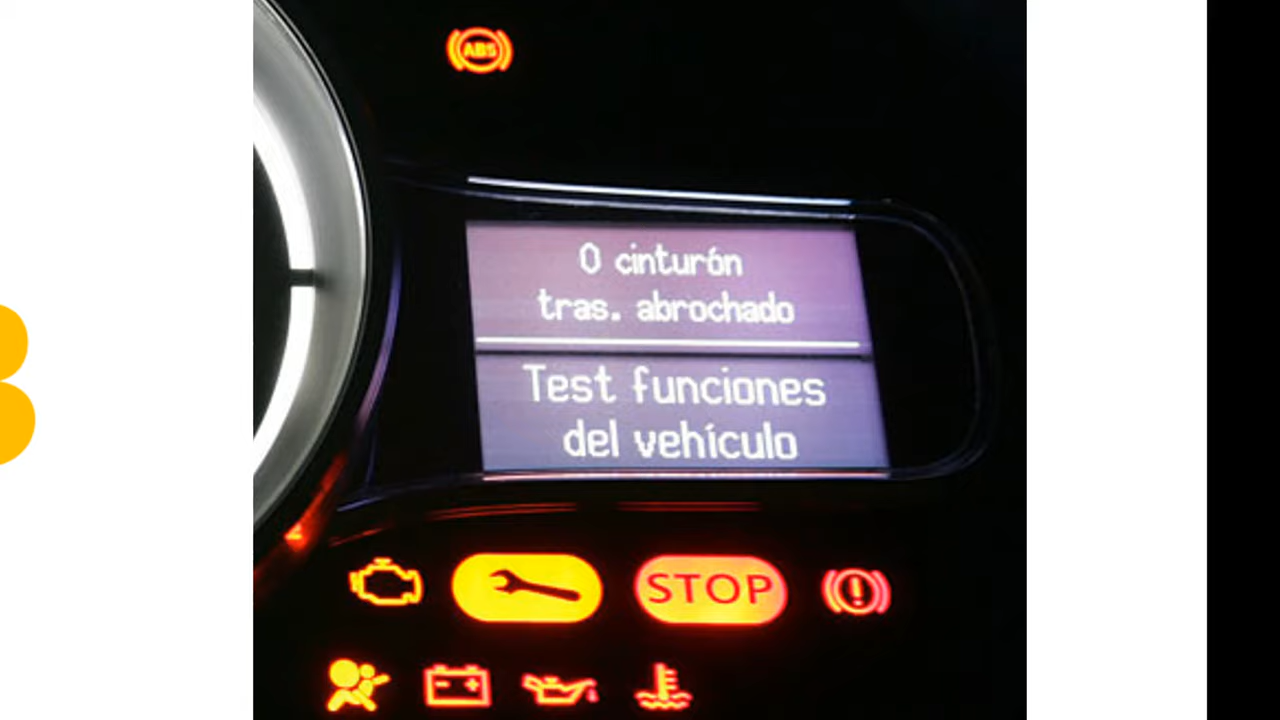 ABS
0 cinturón
tras. abrochado
Test funciones
del vehículo
STOP